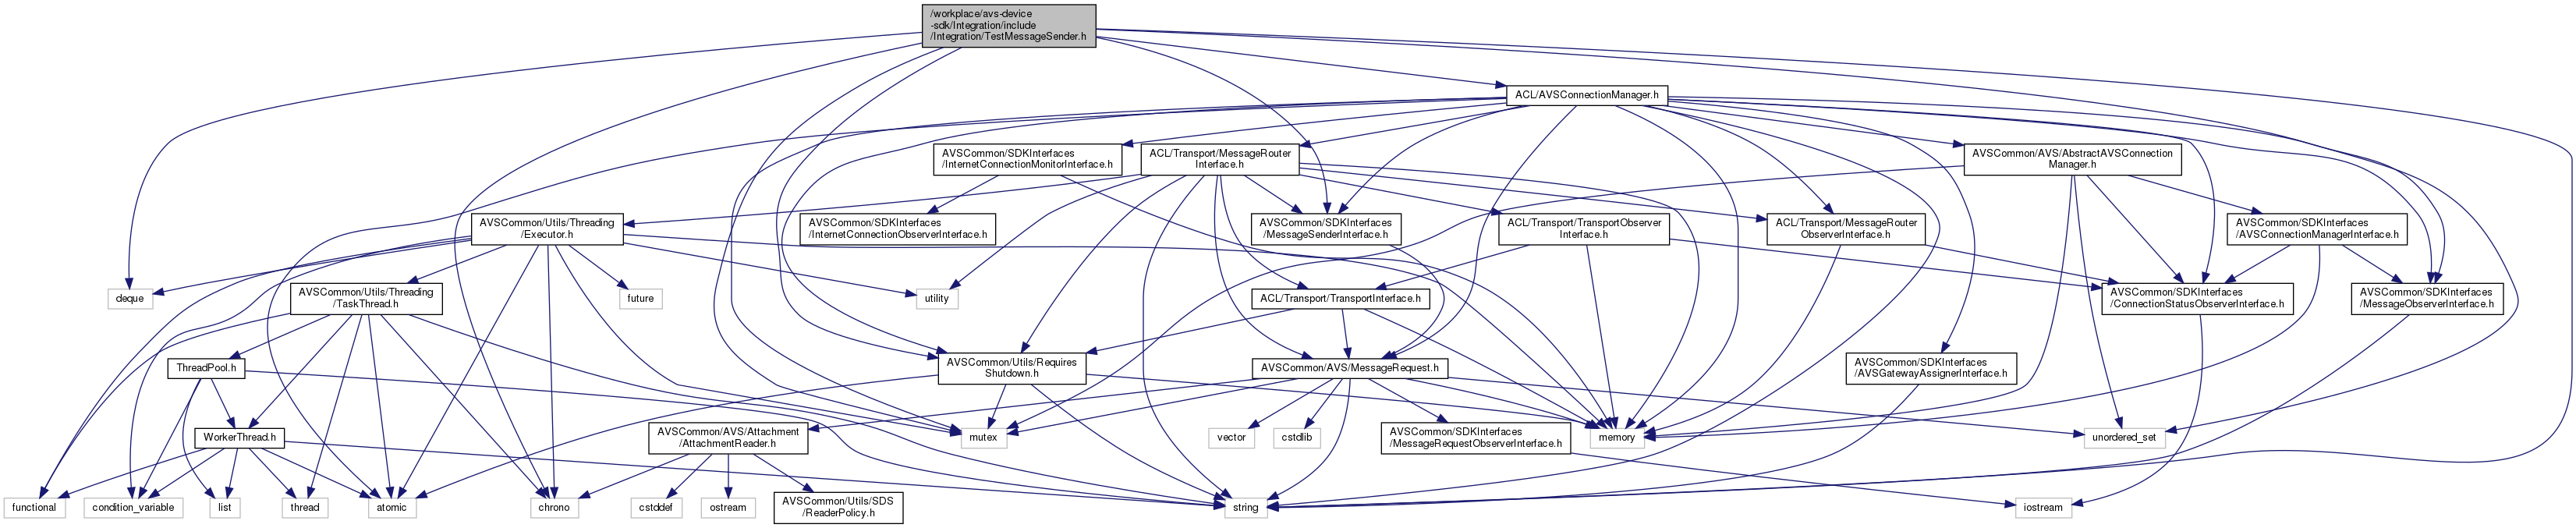 /workplace/avs-device
-sdk/Integration/include
/Integration/TestMessageSender.h
ACL/AVSConnectionManager.h
AVSCommon/SDKInterfaces
/InternetConnectionMonitorInterface.h
ACL/Transport/MessageRouter
Interface.h
AVSCommon/AVS/AbstractAVSConnection
Manager.h
AVSCommon/Utils/Threading
/Executor.h
AVSCommon/SDKInterfaces
/InternetConnectionObserverInterface.h
AVSCommon/SDKInterfaces
/MessageSenderInterface.h
ACL/Transport/TransportObserver
Interface.h
ACL/Transport/MessageRouter
ObserverInterface.h
AVSCommon/SDKInterfaces
/AVSConnectionManagerInterface.h
deque
AVSCommon/Utils/Threading
/TaskThread.h
future
utility
ACL/Transport/TransportInterface.h
AVSCommon/SDKInterfaces
/ConnectionStatusObserverInterface.h
AVSCommon/SDKInterfaces
/MessageObserverInterface.h
ThreadPool.h
AVSCommon/Utils/Requires
Shutdown.h
AVSCommon/AVS/MessageRequest.h
AVSCommon/SDKInterfaces
/AVSGatewayAssignerInterface.h
WorkerThread.h
AVSCommon/AVS/Attachment
/AttachmentReader.h
mutex
vector
cstdlib
AVSCommon/SDKInterfaces
/MessageRequestObserverInterface.h
memory
unordered_set
functional
condition_variable
list
thread
atomic
chrono
cstddef
ostream
AVSCommon/Utils/SDS
/ReaderPolicy.h
string
iostream